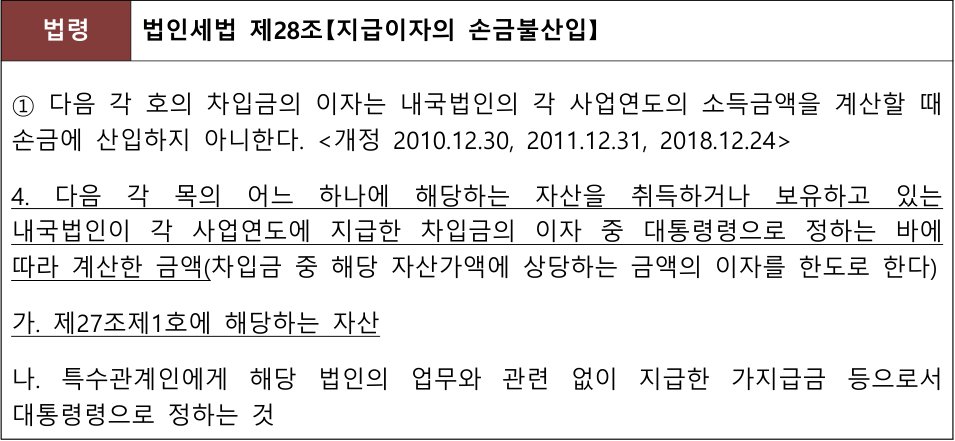 법령 법인세법 제28조【지급이자의 손금불산입】
① 다음 각 호의 차입금의 이자는 내국법인의 각 사업연도의 소득금액을 계산할 때
손금에 산입하지 아니한다. <개정 2010.12.30, 2011.12.31, 2018.12.24>
4. 다음 각 목의 어느 하나에 해당하는 자산을 취득하거나 보유하고 있는
내국법인이 각 사업연도에 지급한 차입금의 이자 중 대통령령으로 정하는 바에
따라 계산한 금액(차입금 중 해당 자산가액에 상당하는 금액의 이자를 한도로 한다)
가. 제27조제1호에 해당하는 자산
나. 특수관계인에게 해당 법인의 업무와 관련 없이 지급한 가지급금 등으로서
대통령령으로 정하는 것